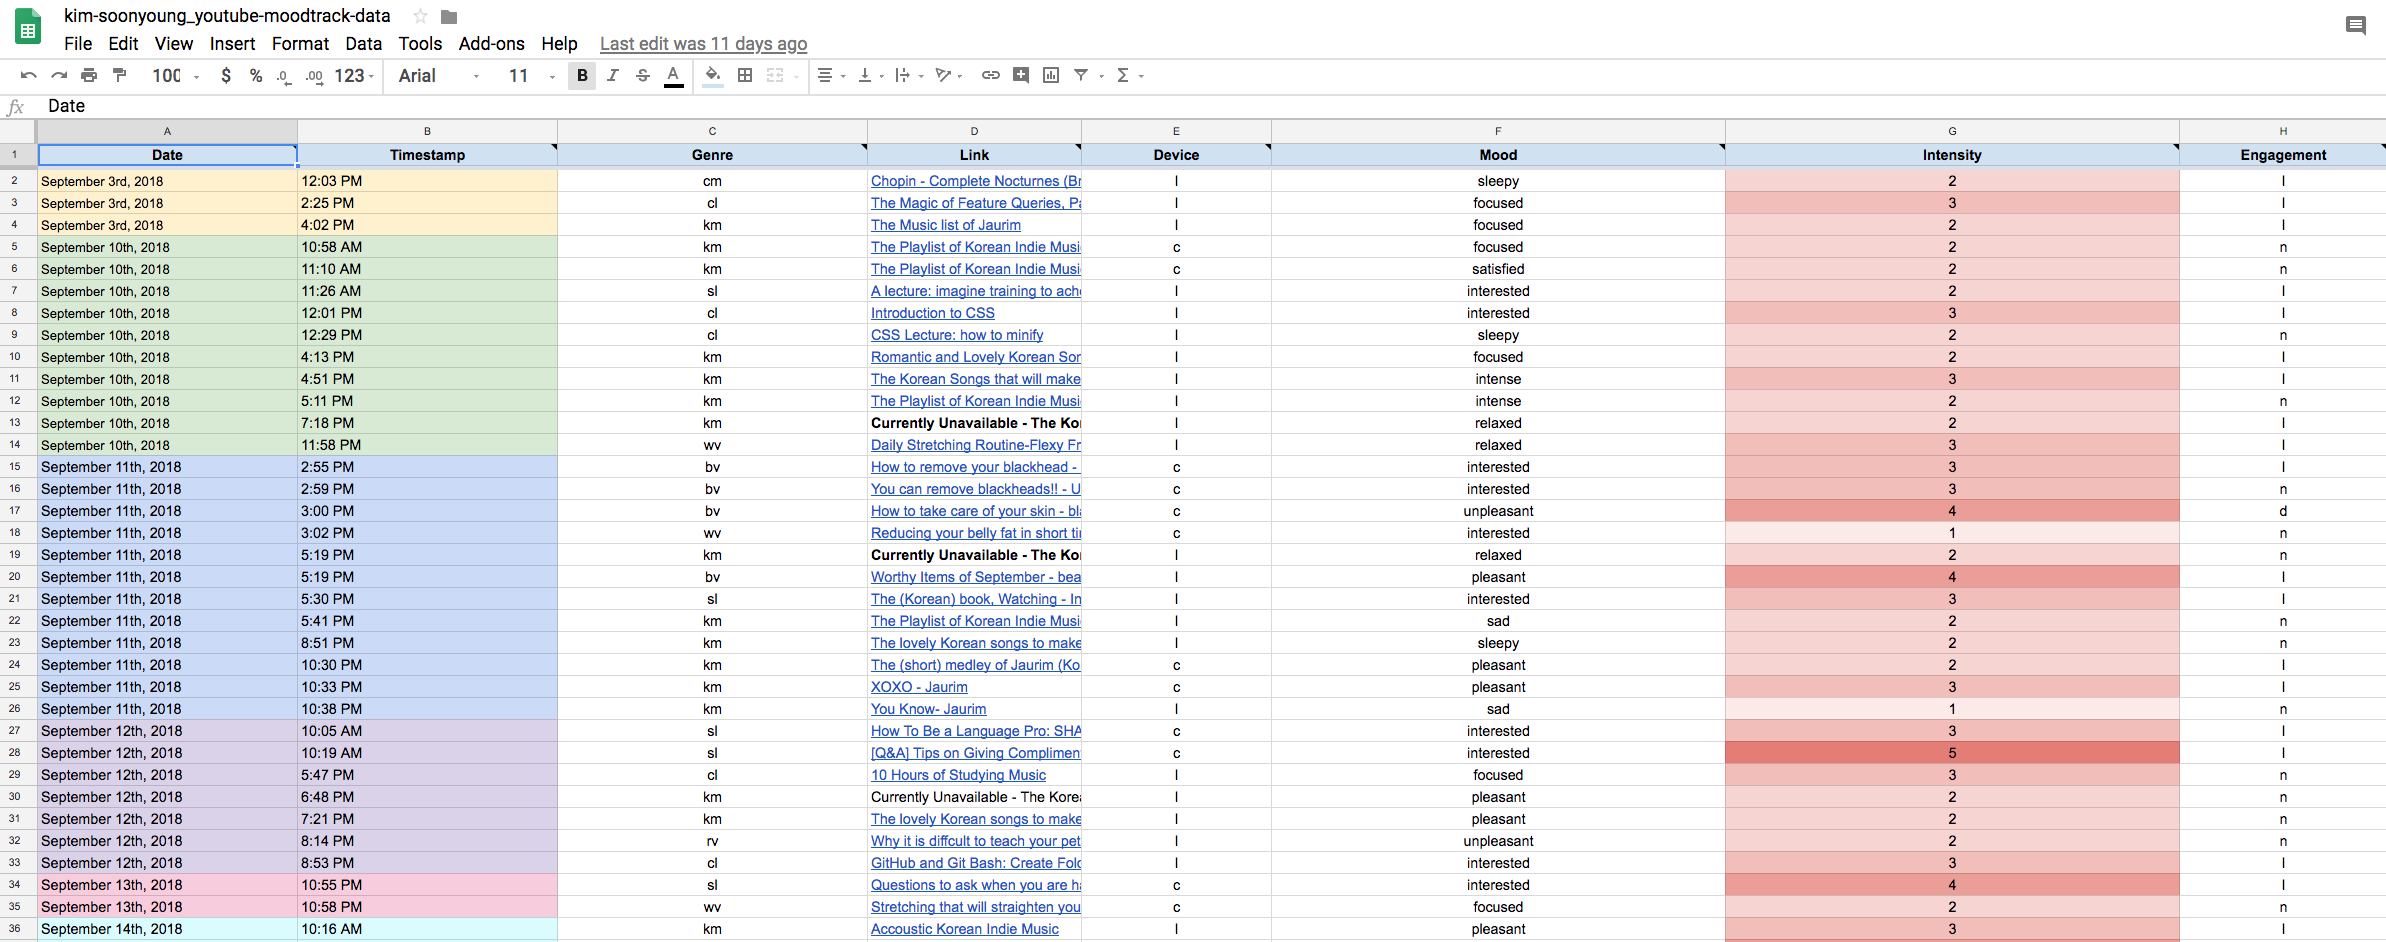 kim-soonyoung_youtube-moodtrack-data
File Edit View Insert Format Data Tools Add-ons Help Last edit was 11 days ago
100 $ % .0 .00 123 Arial 11 B I S A Σ
fx Date
A B C D E F G H
1 Date Timestamp Genre Link Device Mood Intensity Engagement
2 September 3rd, 2018 12:03 PM cm Chopin - Complete Nocturnes (Br l sleepy 2 l
3 September 3rd, 2018 2:25 PM cl The Magic of Feature Queries, Pa l focused 3 l
4 September 3rd, 2018 4:02 PM km The Music list of Jaurim l focused 2 l
5 September 10th, 2018 10:58 AM km The Playlist of Korean Indie Musi c focused 2 n
6 September 10th, 2018 11:10 AM km The Playlist of Korean Indie Musi c satisfied 2 n
7 September 10th, 2018 11:26 AM sl A lecture: imagine training to ach l interested 2 l
8 September 10th, 2018 12:01 PM cl Introduction to CSS l interested 3 l
9 September 10th, 2018 12:29 PM cl CSS Lecture: how to minify l sleepy 2 n
10 September 10th, 2018 4:13 PM km Romantic and Lovely Korean Sor l focused 2 l
11 September 10th, 2018 4:51 PM km The Korean Songs that will make l intense 3 l
12 September 10th, 2018 5:11 PM km The Playlist of Korean Indie Musi l intense 2 n
13 September 10th, 2018 7:18 PM km Currently Unavailable - The Ko l relaxed 2 l
14 September 10th, 2018 11:58 PM wv Daily Stretching Routine-Flexy Fr l relaxed 3 l
15 September 11th, 2018 2:55 PM bv How to remove your blackhead - c interested 3 l
16 September 11th, 2018 2:59 PM bv You can remove blackheads!! - U c interested 3 n
17 September 11th, 2018 3:00 PM bv How to take care of your skin - bla c unpleasant 4 d
18 September 11th, 2018 3:02 PM wv Reducing your belly fat in short ti c interested 1 n
19 September 11th, 2018 5:19 PM km Currently Unavailable - The Ko l relaxed 2 n
20 September 11th, 2018 5:19 PM bv Worthy Items of September - bea l pleasant 4 l
21 September 11th, 2018 5:30 PM sl The (Korean) book, Watching - In l interested 3 l
22 September 11th, 2018 5:41 PM km The Playlist of Korean Indie Musi l sad 2 n
23 September 11th, 2018 8:51 PM km The lovely Korean songs to make l sleepy 2 n
24 September 11th, 2018 10:30 PM km The (short) medley of Jaurim (Ko c pleasant 2 l
25 September 11th, 2018 10:33 PM km XOXO - Jaurim c pleasant 3 l
26 September 11th, 2018 10:38 PM km You Know- Jaurim l sad 1 n
27 September 12th, 2018 10:05 AM sl How To Be a Language Pro: SHA c interested 3 l
28 September 12th, 2018 10:19 AM sl [Q&A] Tips on Giving Complimen c interested 5 l
29 September 12th, 2018 5:47 PM cl 10 Hours of Studying Music l focused 3 n
30 September 12th, 2018 6:48 PM km Currently Unavailable - The Kore l pleasant 2 n
31 September 12th, 2018 7:21 PM km The lovely Korean songs to make l pleasant 2 n
32 September 12th, 2018 8:14 PM rv Why it is diffcult to teach your pet l unpleasant 2 n
33 September 12th, 2018 8:53 PM cl GitHub and Git Bash: Create Fold l interested 3 l
34 September 13th, 2018 10:55 PM sl Questions to ask when you are ha c interested 4 l
35 September 13th, 2018 10:58 PM wv Stretching that will straighten you c focused 2 n
36 September 14th, 2018 10:16 AM km Accoustic Korean Indie Music l pleasant 3 l